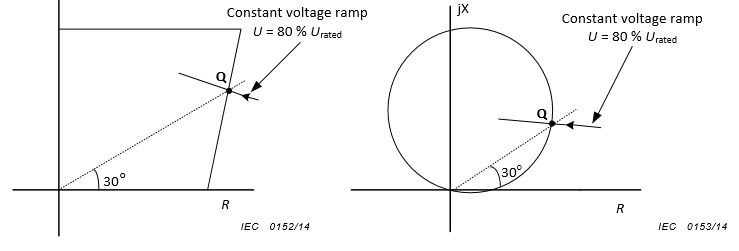 Constant voltage ramp
U = 80 % Urated
Q
30°
R
IEC 0152/14
jX
Constant voltage ramp
U = 80 % Urated
Q
30°
R
IEC 0153/14